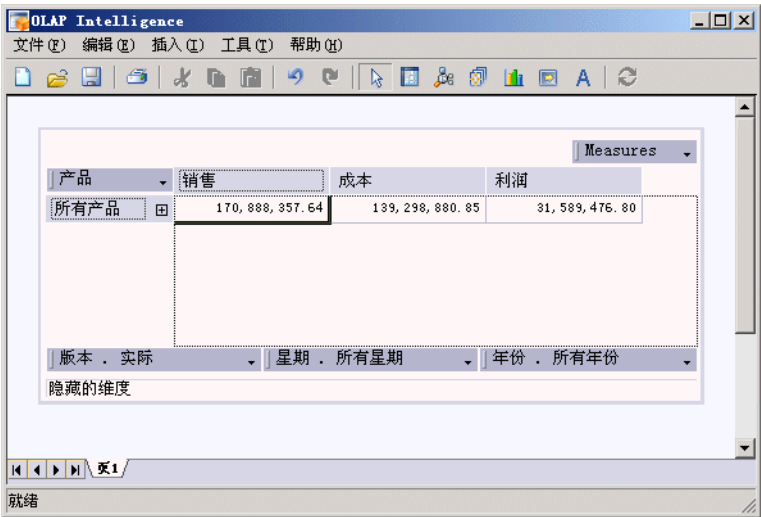 OLAP Intelligence
文件(F) 编辑(E) 插入(I) 工具(T) 帮助(H)
Measures
产品 销售 成本 利润
所有产品 170,888,357.64 139,298,880.85 31,589,476.80
版本 . 实际 星期 . 所有星期 年份 . 所有年份
隐藏的维度
页1
就绪